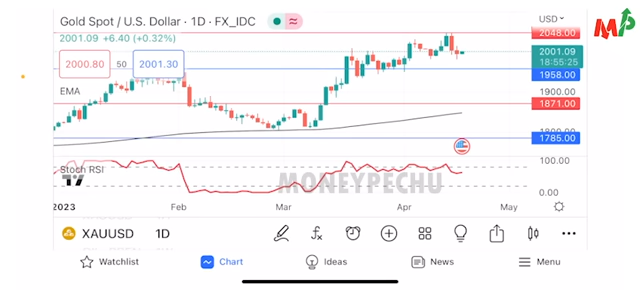 Gold Spot / U.S. Dollar · 1D · FX_IDC
USD
2001.09 +6.40 (+0.32%)
2048.00
2000.80 50 2001.30
2001.09
18:55:25
1958.00
EMA
1900.00
1871.00
1785.00
Stoch RSI
100.00
MONEYPECHU
0.00
2023 Feb Mar Apr May
XAUUSD 1D
Watchlist Chart Ideas News Menu